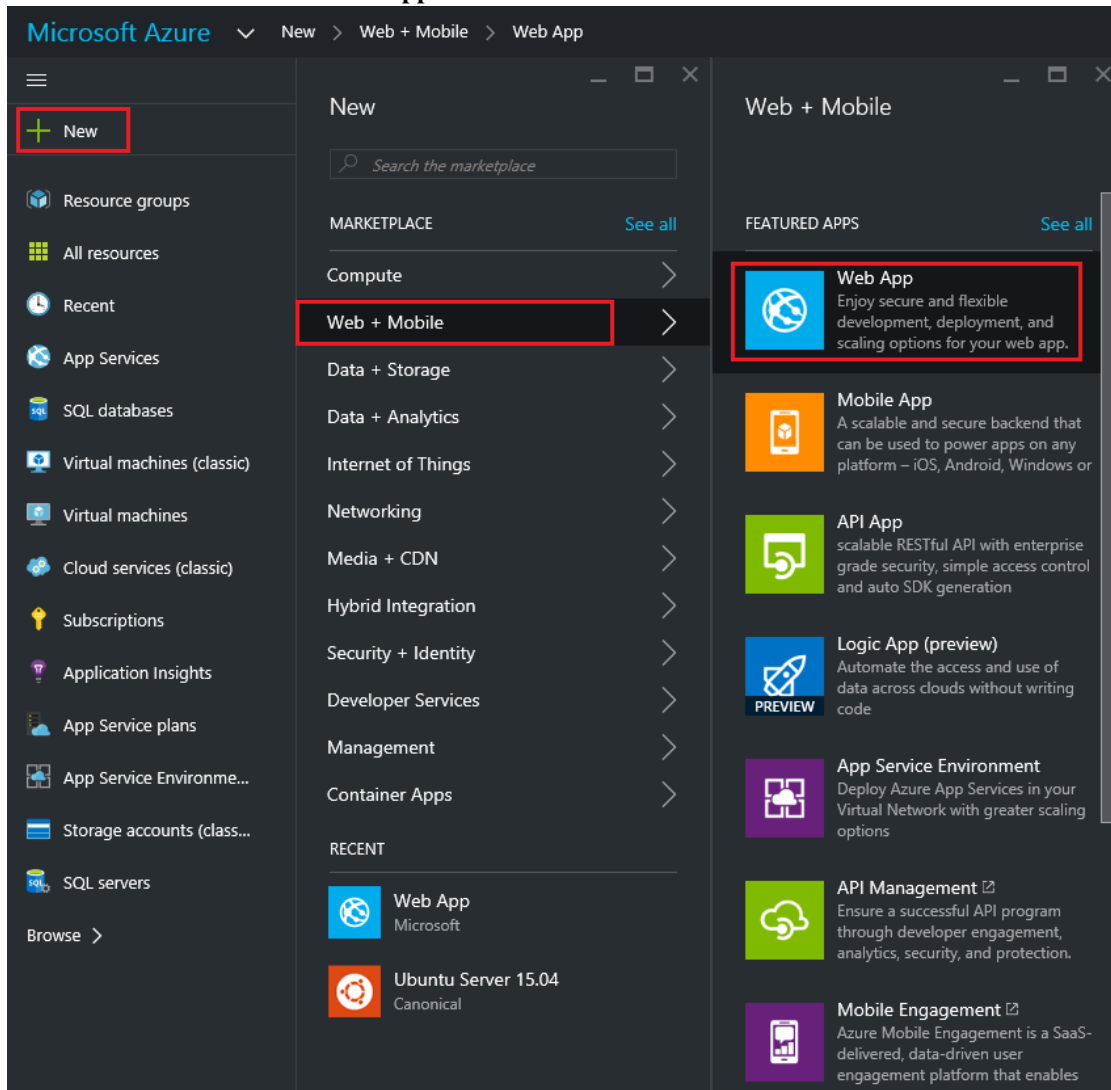 App
Microsoft Azure New > Web + Mobile > Web App
New
Resource groups
All resources
Recent
App Services
SQL databases
Virtual machines (classic)
Virtual machines
Cloud services (classic)
Subscriptions
Application Insights
App Service plans
App Service Environme...
Storage accounts (class...
SQL servers
Browse >
New
Search the marketplace
MARKETPLACE See all
Compute
Web + Mobile
Data + Storage
Data + Analytics
Internet of Things
Networking
Media + CDN
Hybrid Integration
Security + Identity
Developer Services
Management
Container Apps
RECENT
Web App
Microsoft
Ubuntu Server 15.04
Canonical
Web + Mobile
FEATURED APPS See all
Web App
Enjoy secure and flexible
development, deployment, and
scaling options for your web app.
Mobile App
A scalable and secure backend that
can be used to power apps on any
platform – iOS, Android, Windows or
API App
scalable RESTful API with enterprise
grade security, simple access control
and auto SDK generation
PREVIEW
Logic App (preview)
Automate the access and use of
data across clouds without writing
code
App Service Environment
Deploy Azure App Services in your
Virtual Network with greater scaling
options
API Management
Ensure a successful API program
through developer engagement,
analytics, security, and protection.
Mobile Engagement
Azure Mobile Engagement is a SaaS-
delivered, data-driven user
engagement platform that enables